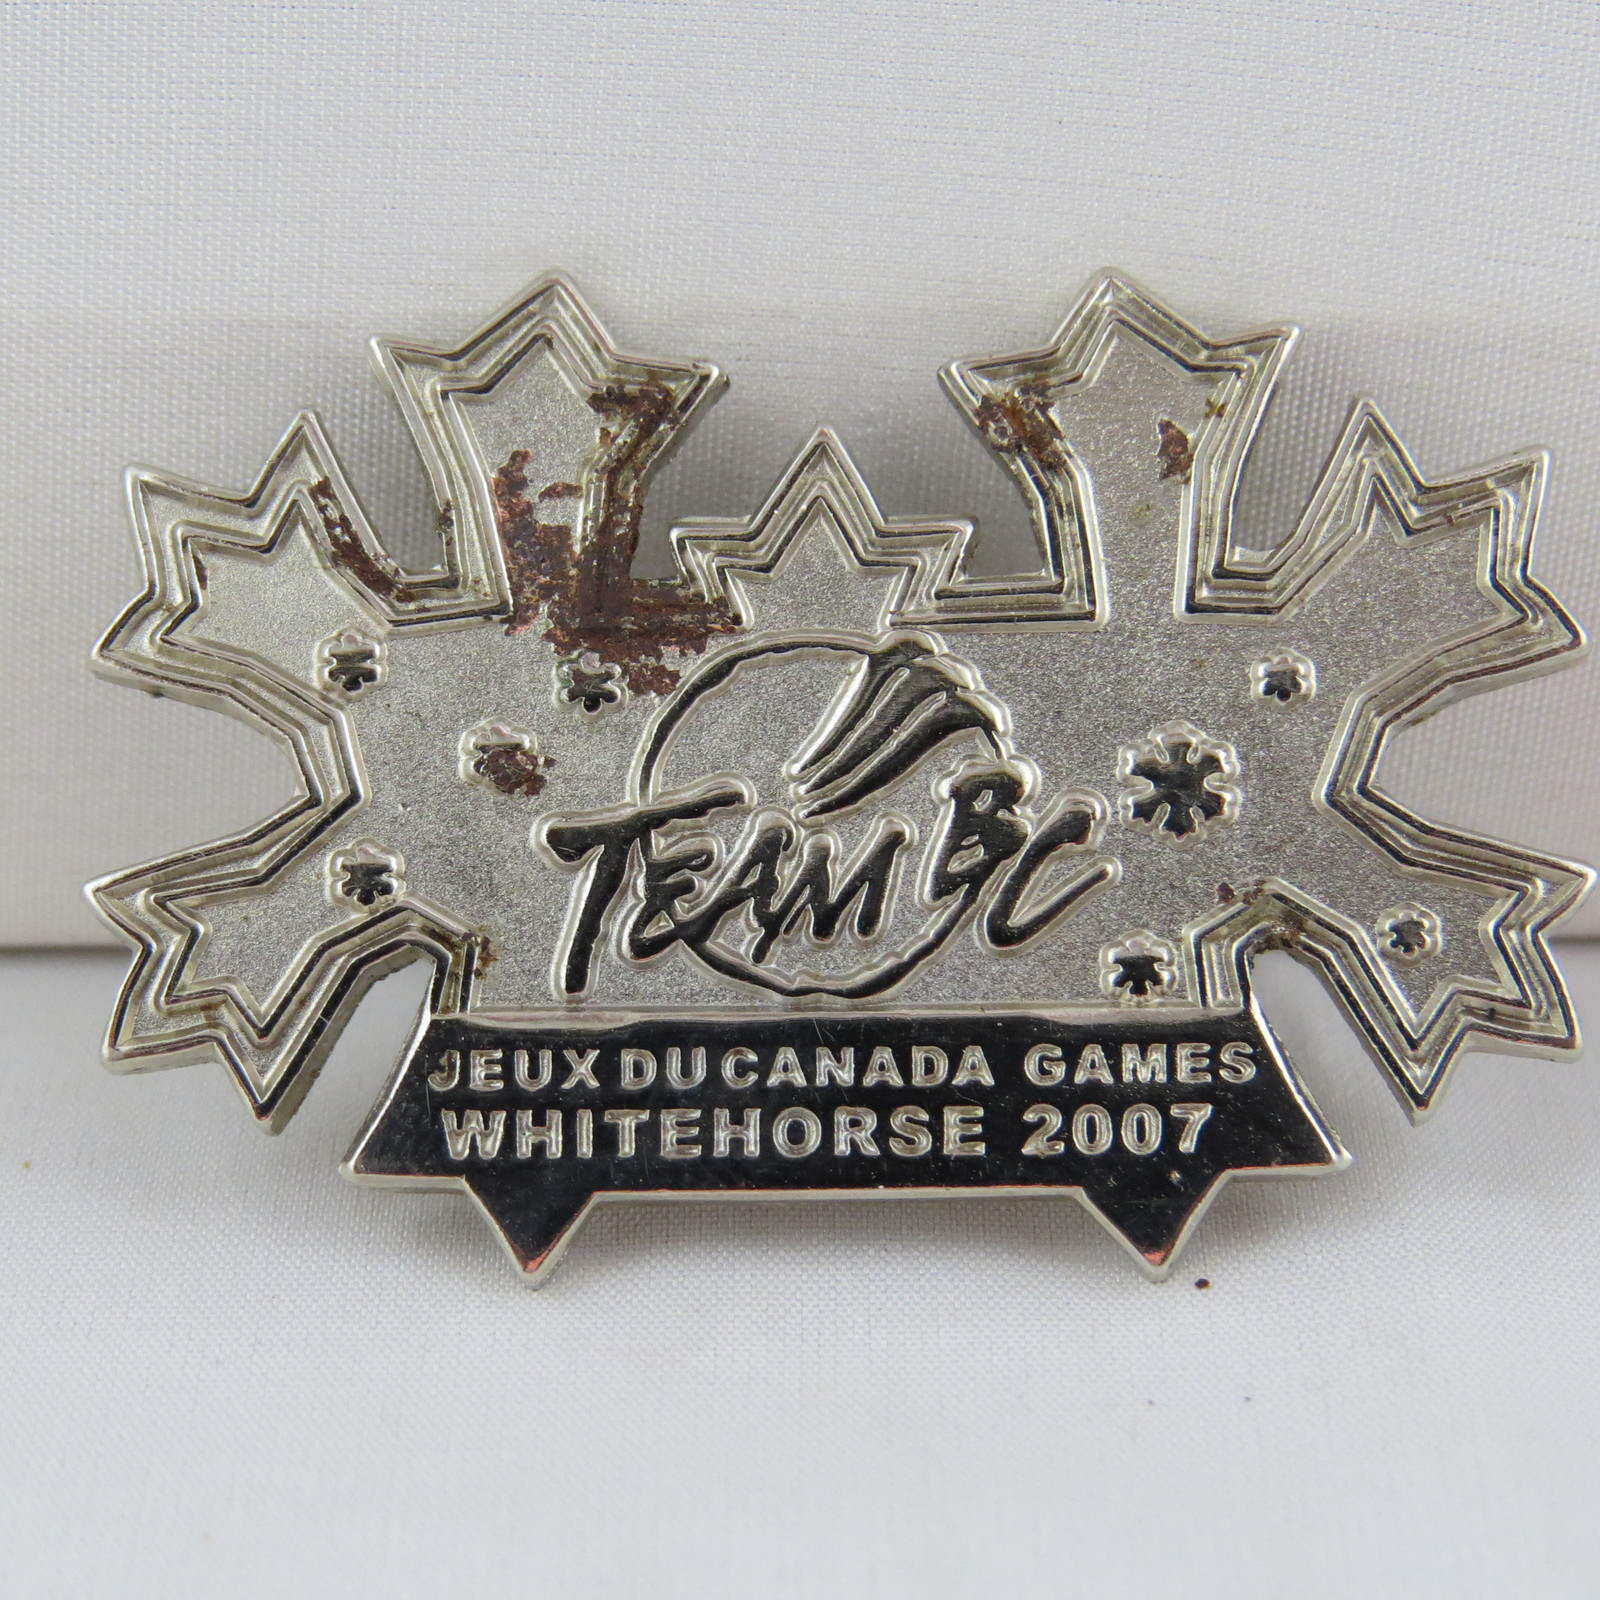 TEAM BC
JEUX DU CANADA GAMES
WHITEHORSE 2007